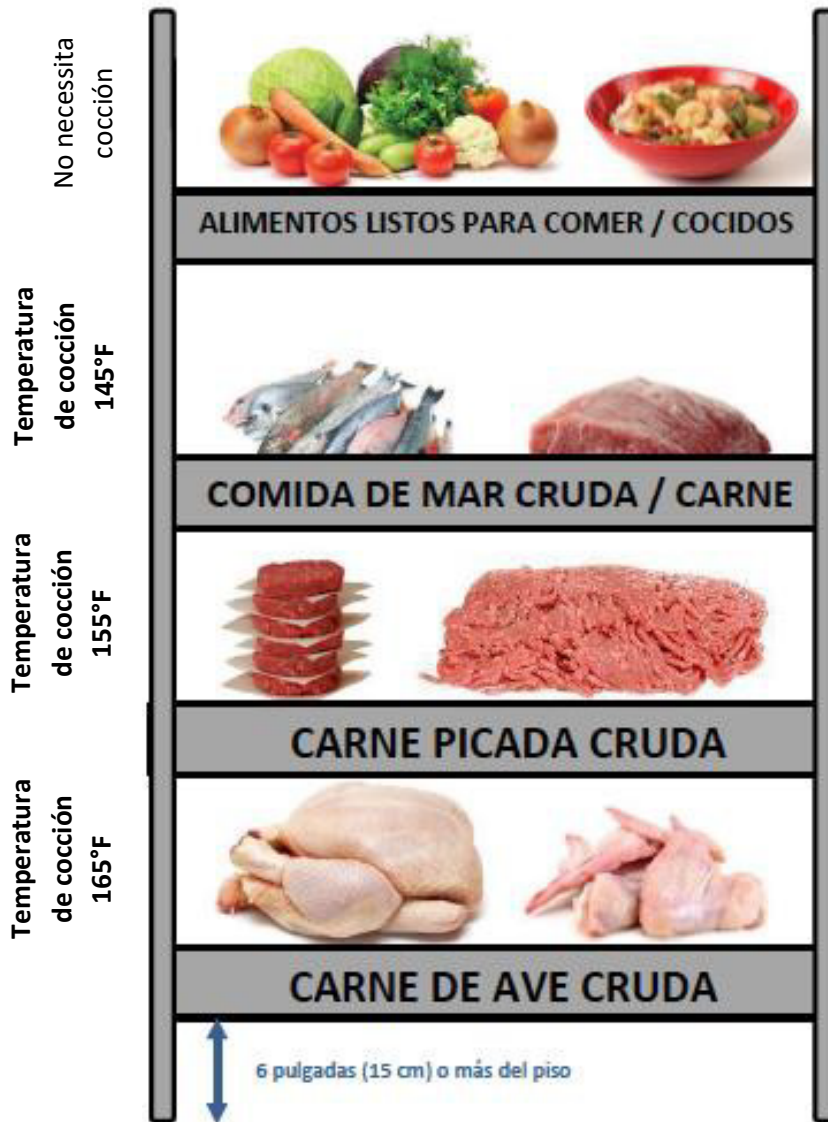 No necessita
cocción
ALIMENTOS LISTOS PARA COMER / COCIDOS
Temperatura
de cocción
145°F
COMIDA DE MAR CRUDA / CARNE
Temperatura
de cocción
155°F
CARNE PICADA CRUDA
Temperatura
de cocción
165°F
CARNE DE AVE CRUDA
6 pulgadas (15 cm) o más del piso